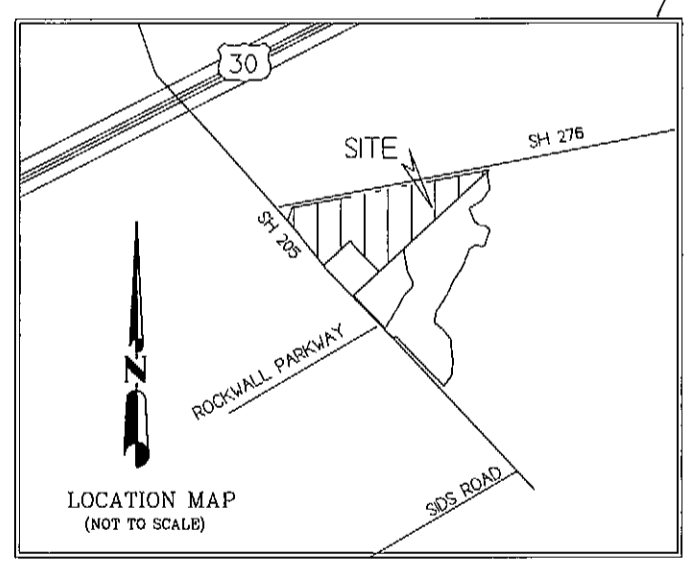 30
SITE
SH 276
SH 205
ROCKWALL PARKWAY
N
LOCATION MAP
(NOT TO SCALE)
SIDS ROAD